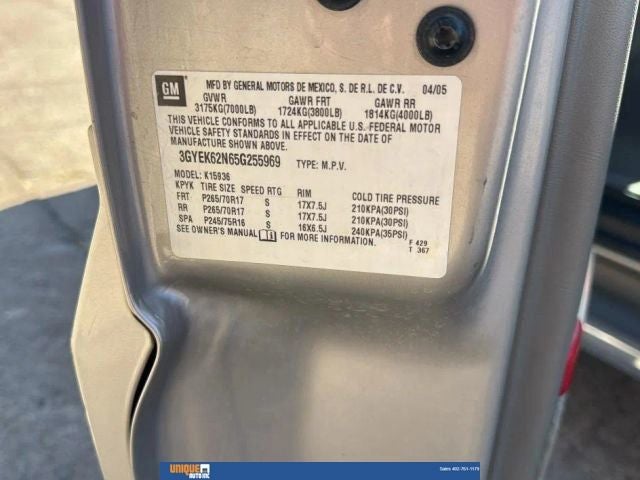 GM
MFD BY GENERAL MOTORS DE MEXICO, S. DE R.L. DE C.V. 04/05
GVWR GAWR FRT GAWR RR
3175KG(7000LB) 1724KG(3800LB) 1814KG(4000LB)
THIS VEHICLE CONFORMS TO ALL APPLICABLE U.S. FEDERAL MOTOR
VEHICLE SAFETY STANDARDS IN EFFECT ON THE DATE OF
MANUFACTURE SHOWN ABOVE.
3GYEK62N65G255969 TYPE: M.P.V.
MODEL: K15936
KPYK TIRE SIZE SPEED RTG RIM COLD TIRE PRESSURE
FRT P265/70R17 S 17X7.5J 210KPA(30PSI)
RR P265/70R17 S 17X7.5J 210KPA(30PSI)
SPA P245/75R16 S 16X6.5J 240KPA(35PSI)
SEE OWNER'S MANUAL FOR MORE INFORMATION.
F 429
T 367
UNIQUE
AUTO INC
Sales 402-761-1179